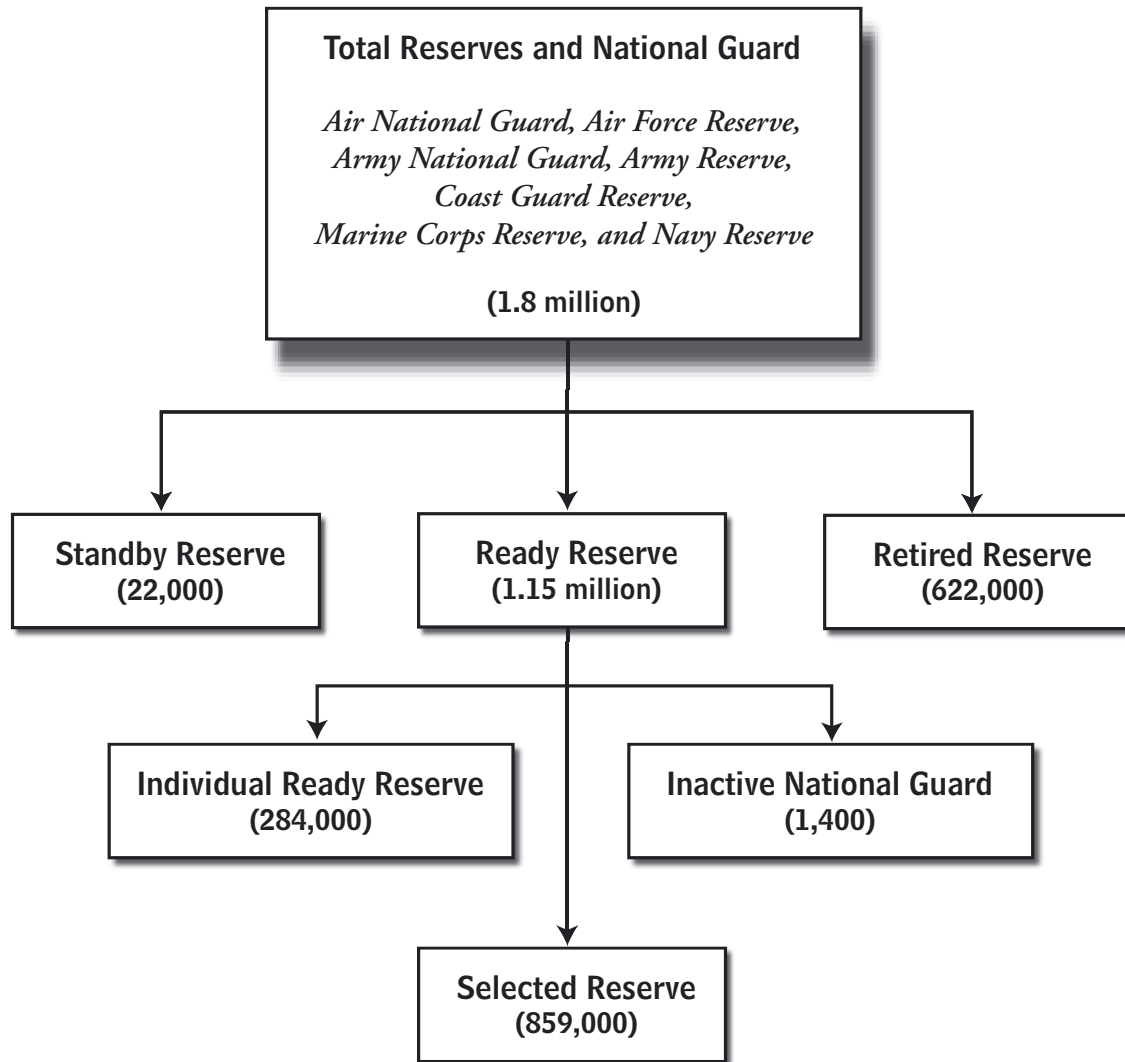 Total Reserves and National Guard
Air National Guard, Air Force Reserve,
Army National Guard, Army Reserve,
Coast Guard Reserve,
Marine Corps Reserve, and Navy Reserve
(1.8 million)
Standby Reserve
(22,000)
Ready Reserve
(1.15 million)
Retired Reserve
(622,000)
Individual Ready Reserve
(284,000)
Inactive National Guard
(1,400)
Selected Reserve
(859,000)